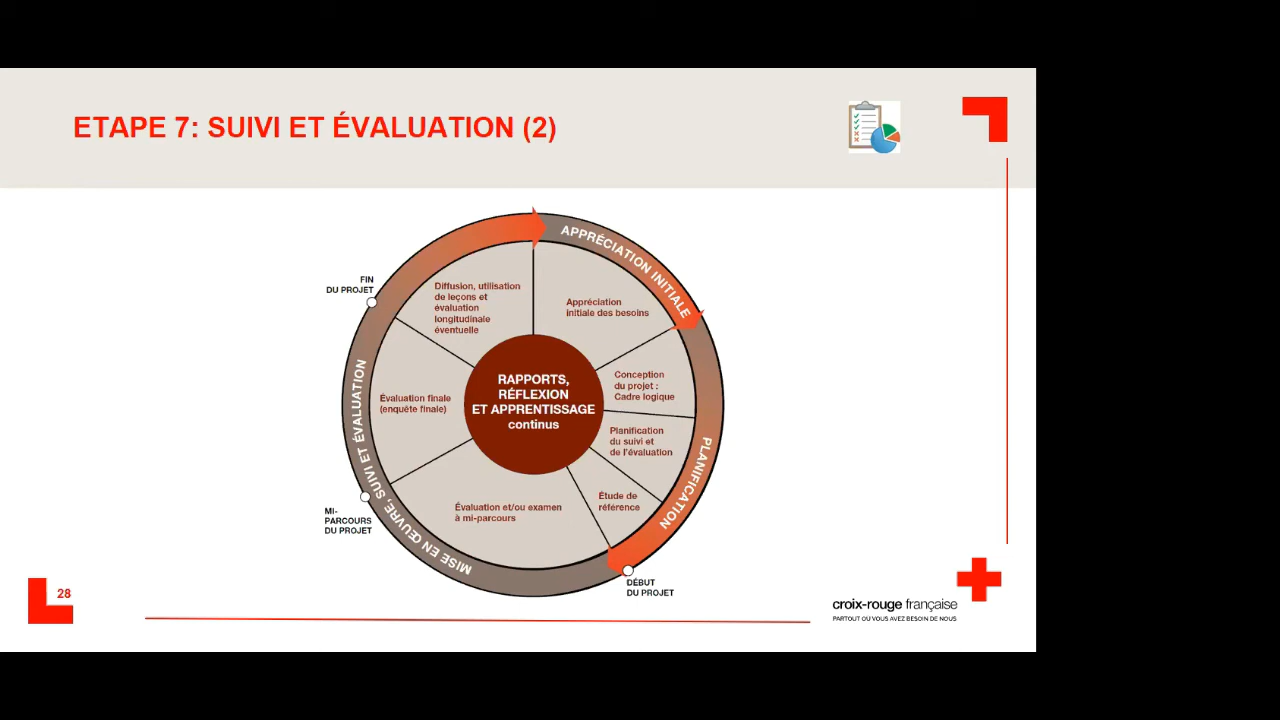 ETAPE 7: SUIVI ET ÉVALUATION (2)
APPRÉCIATION INITIALE
FIN
DU PROJET
Diffusion, utilisation
de leçons et
évaluation
longitudinale
éventuelle
Appréciation
initiale des besoins
Conception
du projet :
Cadre logique
RAPPORTS,
RÉFLEXION
ET APPRENTISSAGE
continus
Évaluation finale
(enquête finale)
Planification
du suivi et
de l'évaluation
PLANIFICATION
Étude de
référence
Évaluation et/ou examen
à mi-parcours
MISE EN ŒUVRE, SUIVI ET ÉVALUATION
MI-
PARCOURS
DU PROJET
DÉBUT
DU PROJET
28
croix-rouge française
PARTOUT OÙ VOUS AVEZ BESOIN DE NOUS